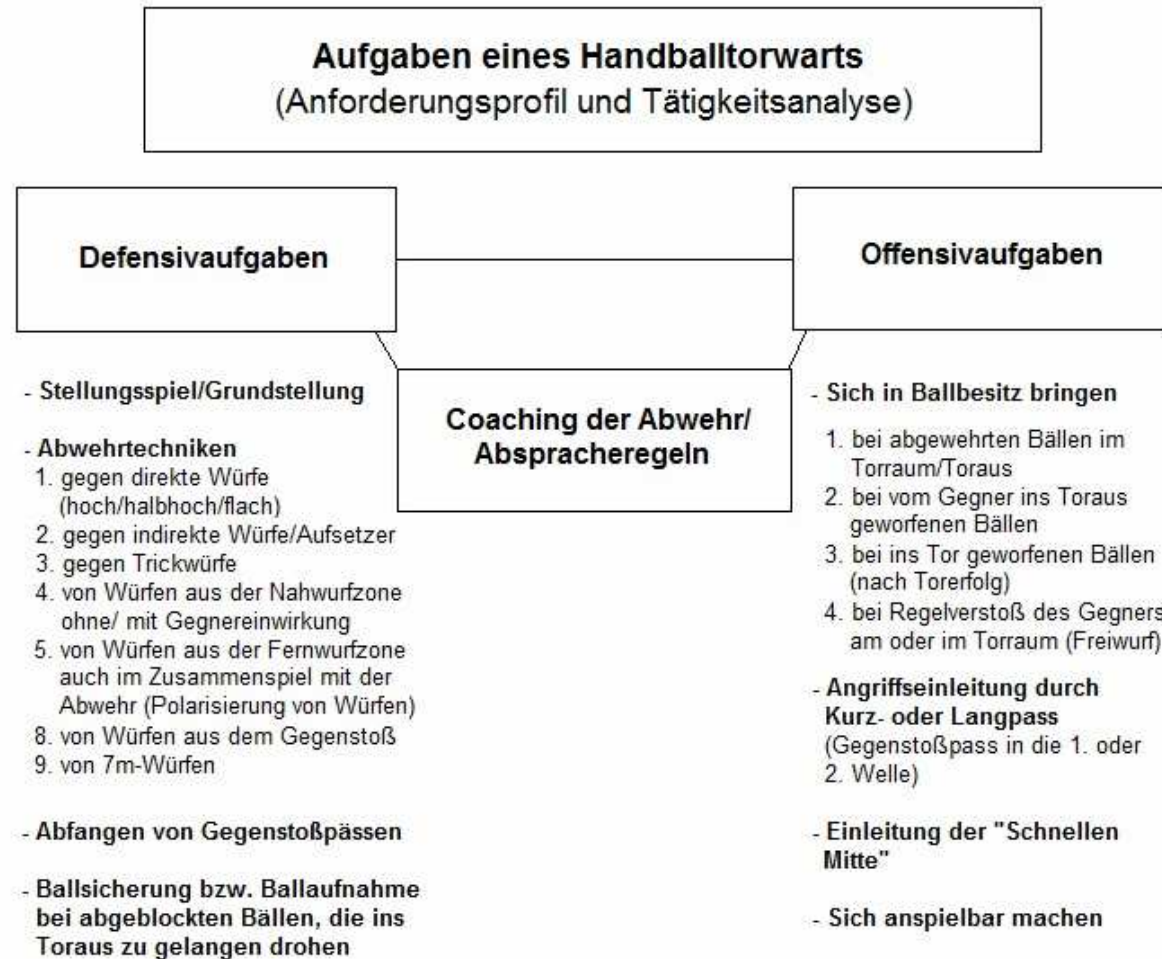 Aufgaben eines Handballtorwarts
(Anforderungsprofil und Tätigkeitsanalyse)
Defensivaufgaben
- Stellungsspiel/Grundstellung
- Abwehrtechniken
1. gegen direkte Würfe
(hoch/halbhoch/flach)
2. gegen indirekte Würfe/Aufsetzer
3. gegen Trickwürfe
4. von Würfen aus der Nahwurfzone
ohne/ mit Gegnereinwirkung
5. von Würfen aus der Fernwurfzone
auch im Zusammenspiel mit der
Abwehr (Polarisierung von Würfen)
8. von Würfen aus dem Gegenstoß
9. von 7m-Würfen
- Abfangen von Gegenstoßpässen
- Ballsicherung bzw. Ballaufnahme
bei abgeblockten Bällen, die ins
Toraus zu gelangen drohen
Coaching der Abwehr/
Abspracheregeln
Offensivaufgaben
- Sich in Ballbesitz bringen
1. bei abgewehrten Bällen im
Torraum/Toraus
2. bei vom Gegner ins Toraus
geworfenen Bällen
3. bei ins Tor geworfenen Bällen
(nach Torerfolg)
4. bei Regelverstoß des Gegners
am oder im Torraum (Freiwurf)
- Angriffseinleitung durch
Kurz- oder Langpass
(Gegenstoßpass in die 1. oder
2. Welle)
- Einleitung der "Schnellen
Mitte"
- Sich anspielbar machen